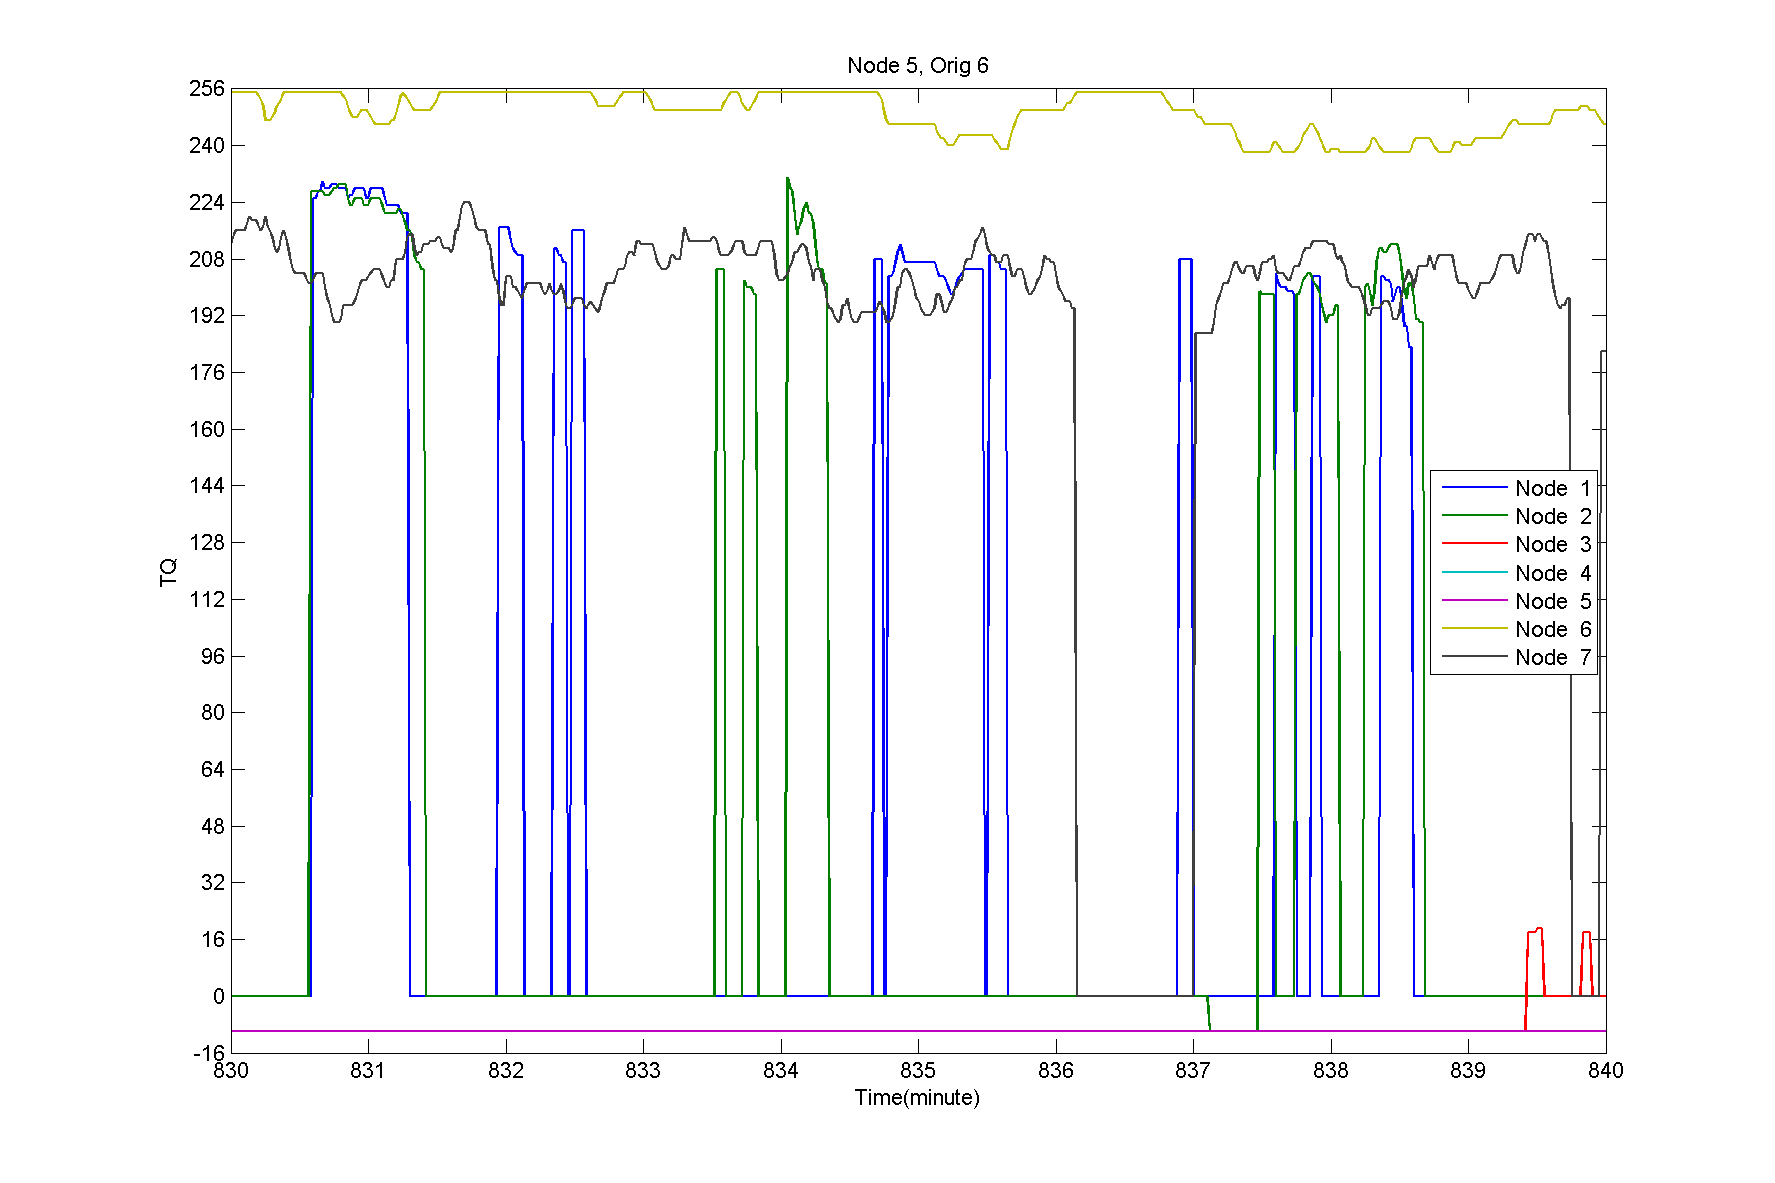 Node 5, Orig 6
256
240
224
208
192
176
160
144
128
112
96
80
64
48
32
16
0
-16
TQ
Node 1
Node 2
Node 3
Node 4
Node 5
Node 6
Node 7
830 831 832 833 834 835 836 837 838 839 840
Time(minute)